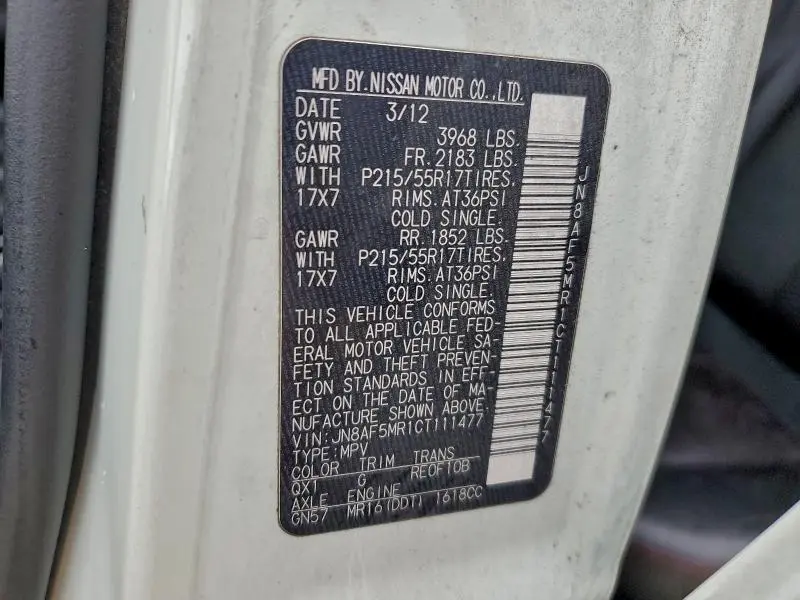 MFD BY.NISSAN MOTOR CO.,LTD.
DATE 3/12
GVWR 3968 LBS.
GAWR FR.2183 LBS.
WITH P215/55R17TIRES.
17X7 RIMS.AT36PSI
COLD SINGLE.
GAWR RR.1852 LBS.
WITH P215/55R17TIRES.
17X7 RIMS.AT36PSI
COLD SINGLE.
THIS VEHICLE CONFORMS
TO ALL APPLICABLE FED-
ERAL MOTOR VEHICLE SA-
FETY AND THEFT PREVEN-
TION STANDARDS IN EFF-
ECT ON THE DATE OF MA-
NUFACTURE SHOWN ABOVE.
VIN:JN8AF5MR1CT111477
TYPE:MPV
COLOR TRIM TRANS
QX1 G RE0F10B
AXLE ENGINE
GN57 MR16(DDT) 1618CC
JN8AF5MR1CT111477